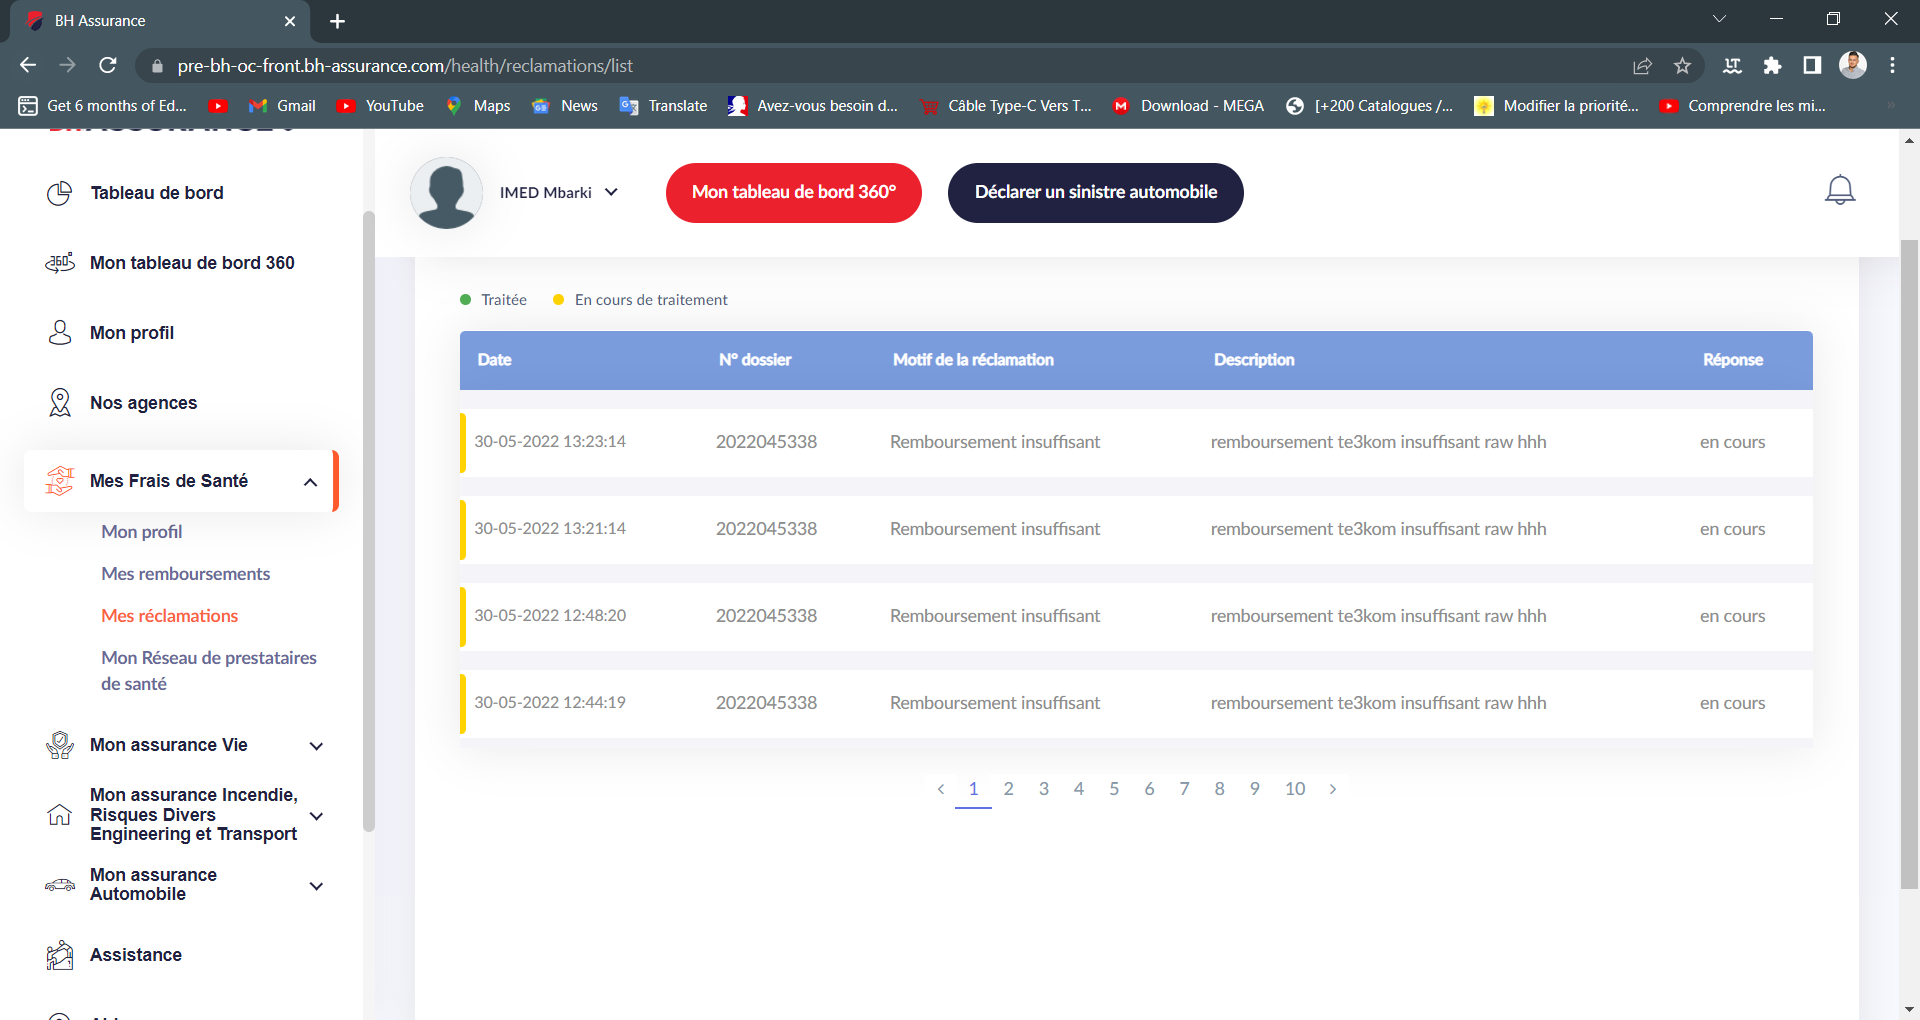 BH Assurance
pre-bh-oc-front.bh-assurance.com/health/reclamations/list
Get 6 months of Ed...
Gmail
YouTube
Maps
News
Translate
Avez-vous besoin d...
Câble Type-C Vers T...
Download - MEGA
[+200 Catalogues /...
Modifier la priorité...
Comprendre les mi...
Tableau de bord
Mon tableau de bord 360
Mon profil
Nos agences
Mes Frais de Santé
Mon profil
Mes remboursements
Mes réclamations
Mon Réseau de prestataires
de santé
Mon assurance Vie
Mon assurance Incendie,
Risques Divers
Engineering et Transport
Mon assurance
Automobile
Assistance
IMED Mbarki
Mon tableau de bord 360°
Déclarer un sinistre automobile
Traitée
En cours de traitement
Date N° dossier Motif de la réclamation Description Réponse
30-05-2022 13:23:14 2022045338 Remboursement insuffisant remboursement te3kom insuffisant raw hhh en cours
30-05-2022 13:21:14 2022045338 Remboursement insuffisant remboursement te3kom insuffisant raw hhh en cours
30-05-2022 12:48:20 2022045338 Remboursement insuffisant remboursement te3kom insuffisant raw hhh en cours
30-05-2022 12:44:19 2022045338 Remboursement insuffisant remboursement te3kom insuffisant raw hhh en cours
< 1 2 3 4 5 6 7 8 9 10 >